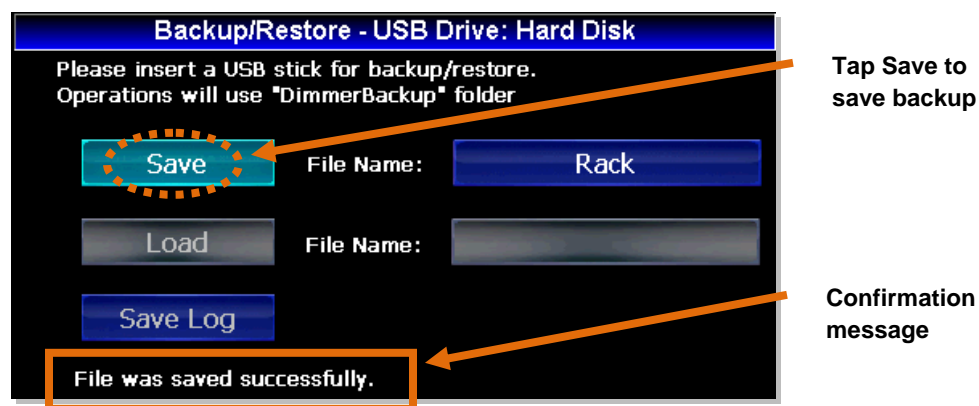 Backup/Restore - USB Drive: Hard Disk
Please insert a USB stick for backup/restore.
Operations will use "DimmerBackup" folder
Save File Name: Rack
Load File Name:
Save Log
File was saved successfully.
Tap Save to
save backup
Confirmation
message